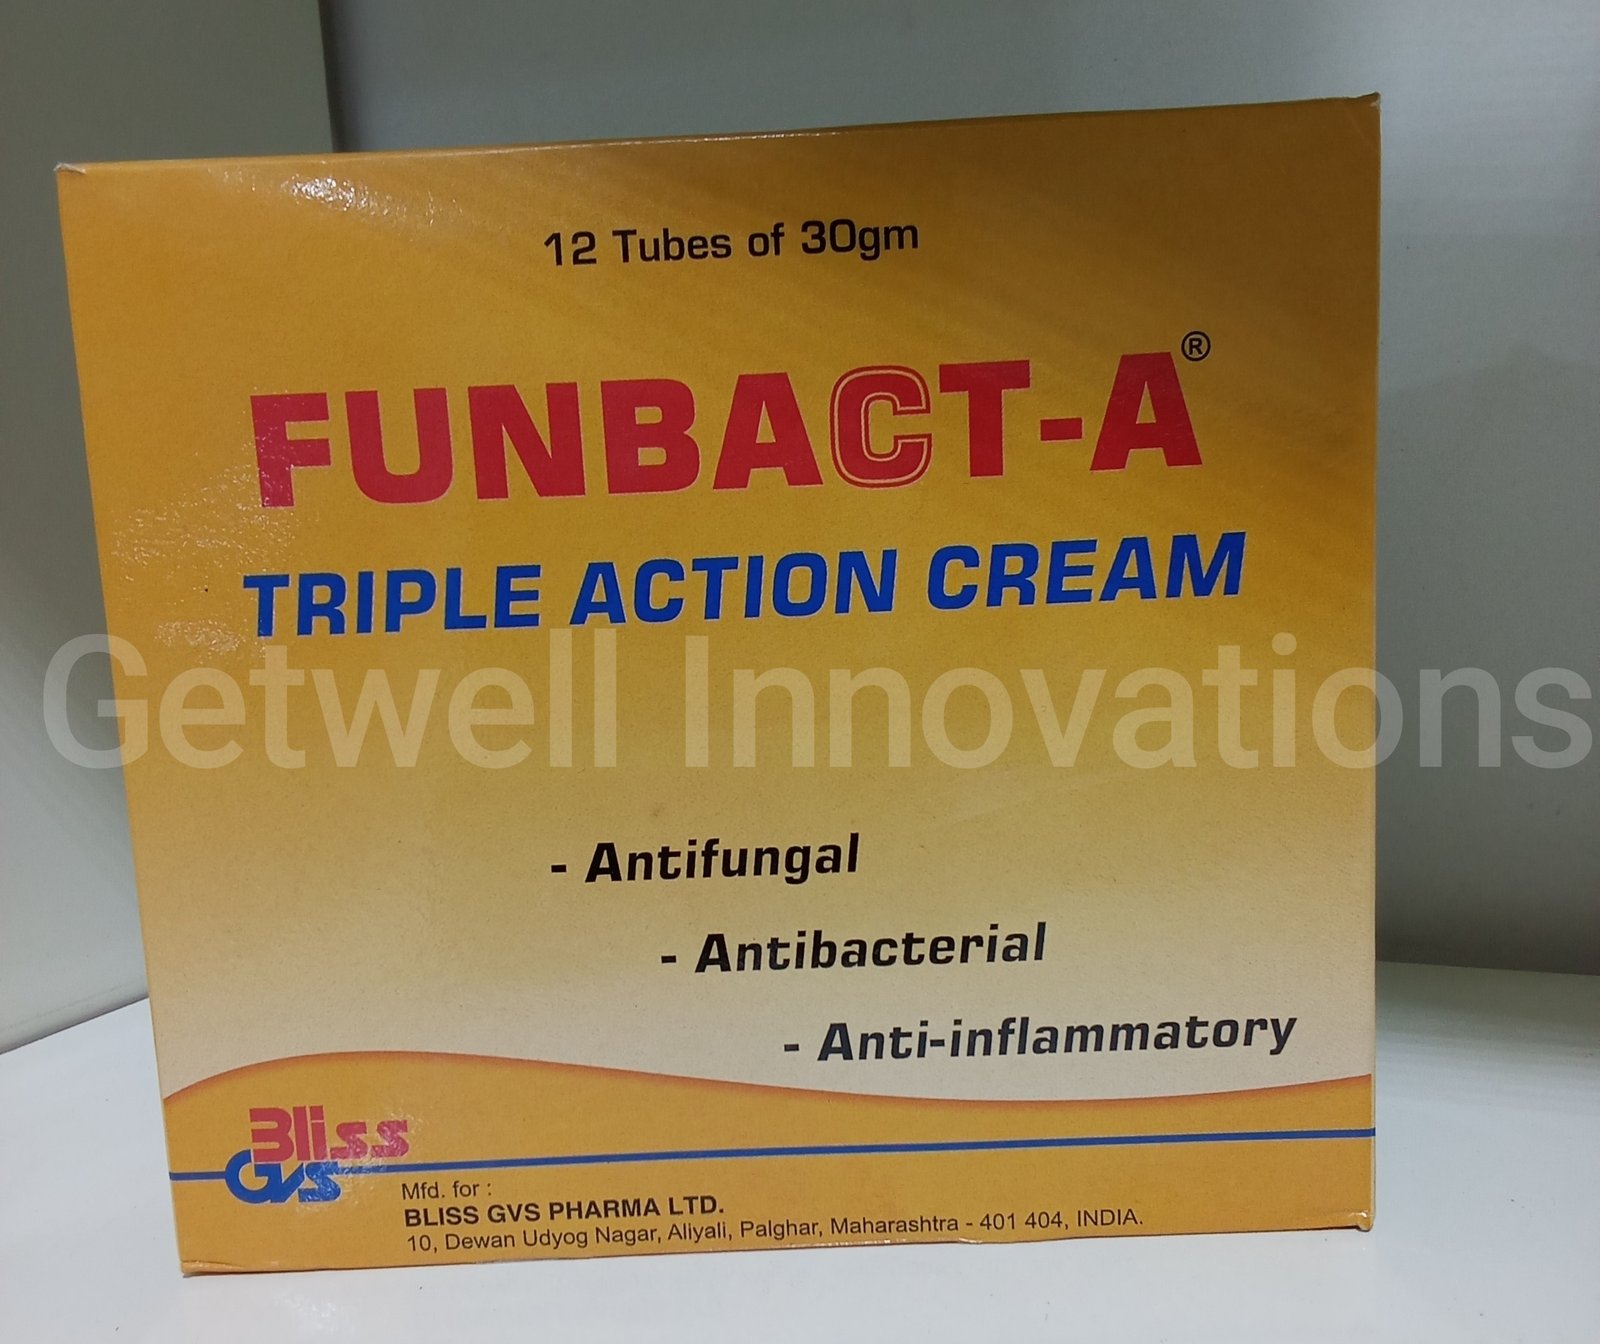 12 Tubes of 30gm
FUNBACT-A®
TRIPLE ACTION CREAM
Getwell Innovations
- Antifungal
- Antibacterial
- Anti-inflammatory
Bliss
GVS
Mfd. for :
BLISS GVS PHARMA LTD.
10, Dewan Udyog Nagar, Aliyali, Palghar, Maharashtra - 401 404, INDIA.